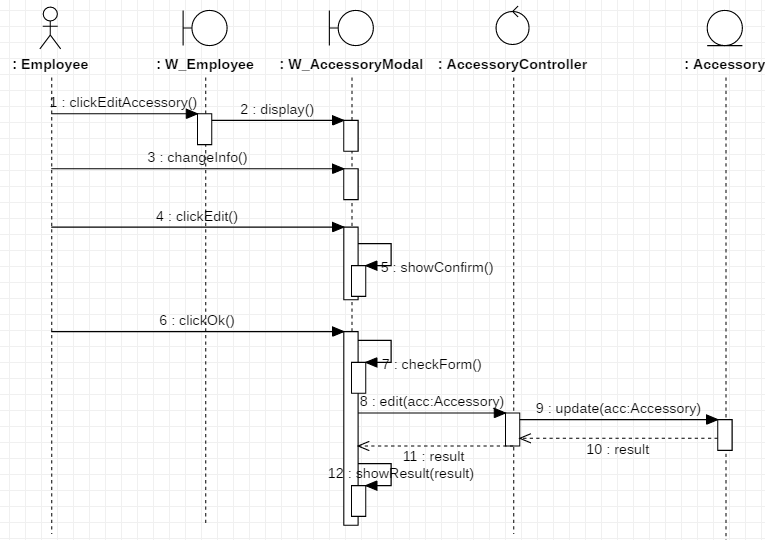 : Employee
: W_Employee
: W_AccessoryModal
: AccessoryController
: Accessory
1 : clickEditAccessory()
2 : display()
3 : changeInfo()
4 : clickEdit()
5 : showConfirm()
6 : clickOk()
7 : checkForm()
8 : edit(acc:Accessory)
9 : update(acc:Accessory)
10 : result
11 : result
12 : showResult(result)